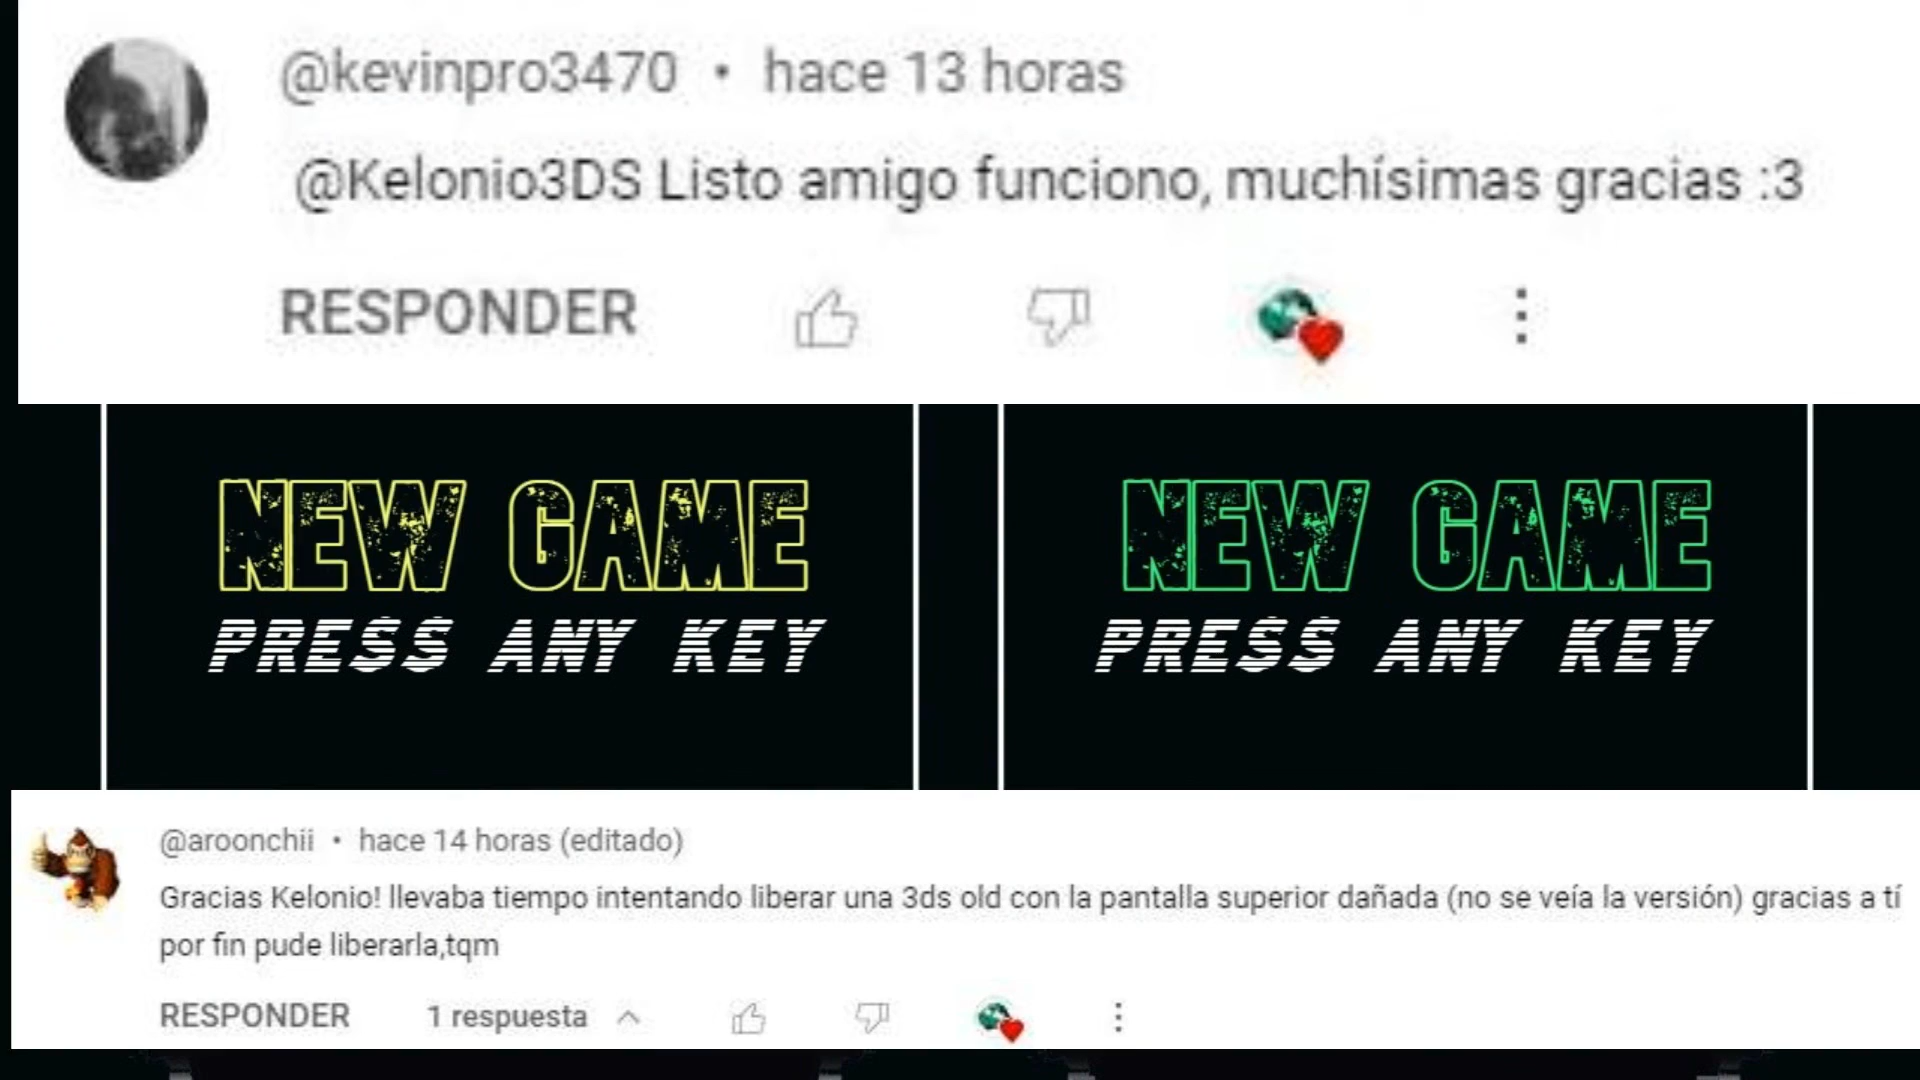 @kevinpro3470 • hace 13 horas
@Kelonio3DS Listo amigo funciono, muchísimas gracias :3
RESPONDER
NEW GAME
PRESS ANY KEY
NEW GAME
PRESS ANY KEY
@aroonchii • hace 14 horas (editado)
Gracias Kelonio! llevaba tiempo intentando liberar una 3ds old con la pantalla superior dañada (no se veía la versión) gracias a tí
por fin pude liberarla,tqm
RESPONDER 1 respuesta